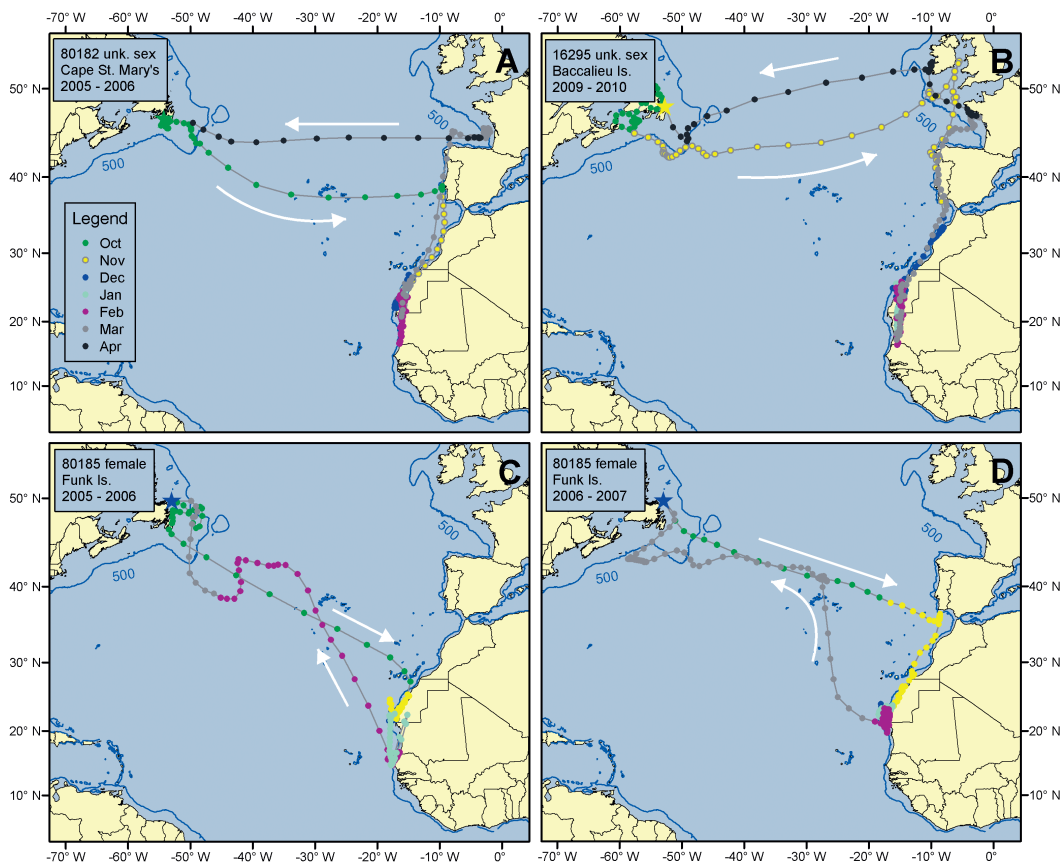 -70° W -60° W -50° W -40° W -30° W -20° W -10° W 0°
-70° W -60° W -50° W -40° W -30° W -20° W -10° W 0°
80182 unk. sex
Cape St. Mary's
2005 - 2006
A
500
500
50° N
40° N
30° N
20° N
10° N
Legend
Oct
Nov
Dec
Jan
Feb
Mar
Apr
16295 unk. sex
Baccalieu Is.
2009 - 2010
B
500
500
50° N
40° N
30° N
20° N
10° N
80185 female
Funk Is.
2005 - 2006
C
500
500
50° N
40° N
30° N
20° N
10° N
80185 female
Funk Is.
2006 - 2007
D
500
500
50° N
40° N
30° N
20° N
10° N
-70° W -60° W -50° W -40° W -30° W -20° W -10° W 0°
-70° W -60° W -50° W -40° W -30° W -20° W -10° W 0°